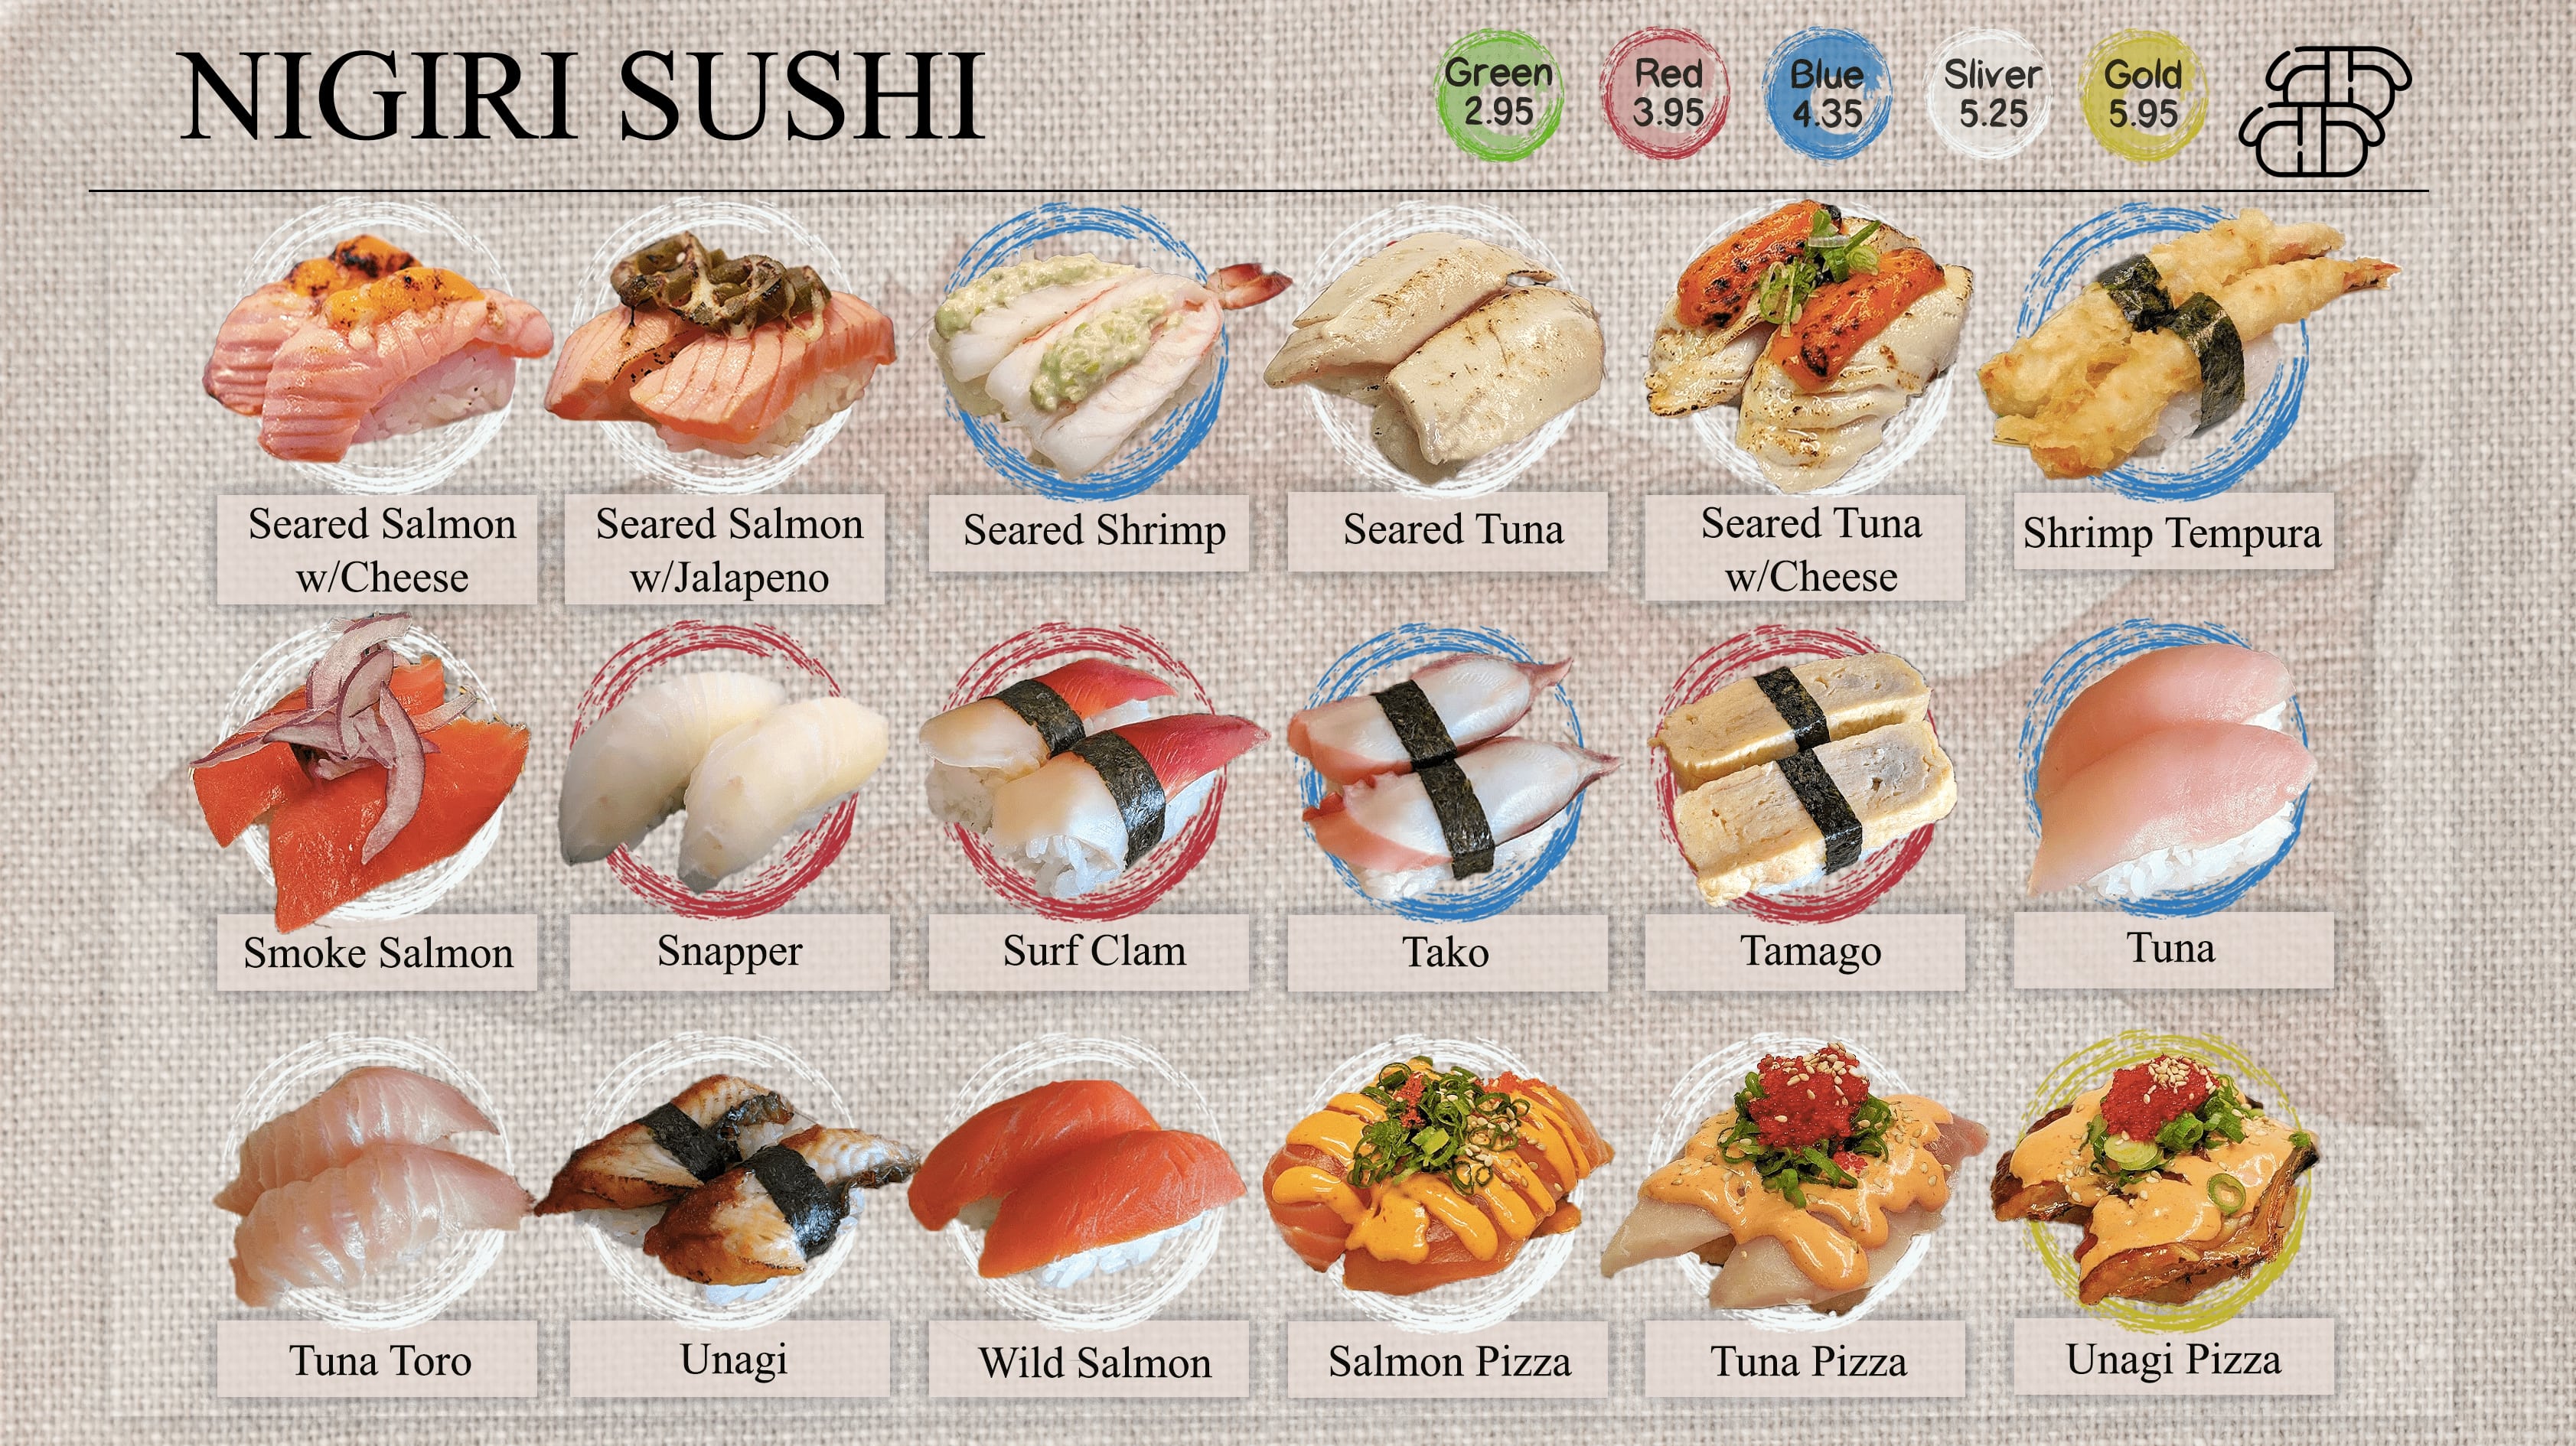 NIGIRI SUSHI
Green
2.95
Red
3.95
Blue
4.35
Sliver
5.25
Gold
5.95
Seared Salmon
w/Cheese
Seared Salmon
w/Jalapeno
Seared Shrimp
Seared Tuna
Seared Tuna
w/Cheese
Shrimp Tempura
Smoke Salmon
Snapper
Surf Clam
Tako
Tamago
Tuna
Tuna Toro
Unagi
Wild Salmon
Salmon Pizza
Tuna Pizza
Unagi Pizza